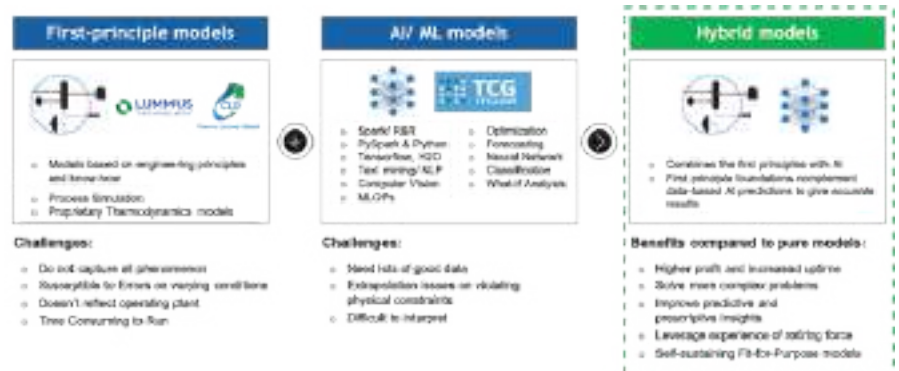 First-principle models
LUMMUS
CLG
Models based on engineering principles
and know-how
Process Simulation
Proprietary Thermodynamics models
Challenges:
Do not capture all phenomenon
Susceptible to Errors on varying conditions
Doesn't reflect operating plant
Time Consuming to Run
AI/ ML models
TCG
Spark/ R&R
PySpark & Python
Tensorflow, H2O
Text mining/ NLP
Computer Vision
MLOPs
Optimization
Forecasting
Neural Network
Classification
What-if Analysis
Challenges:
Need lots of good data
Extrapolation issues on violating
physical constraints
Difficult to interpret
Hybrid models
Combines the first principles with AI
First principle foundations complement
data-based AI predictions to give accurate
results
Benefits compared to pure models:
Higher profit and increased uptime
Solve more complex problems
Improve predictive and
prescriptive insights
Leverage experience of retiring force
Self-sustaining Fit-for-Purpose models